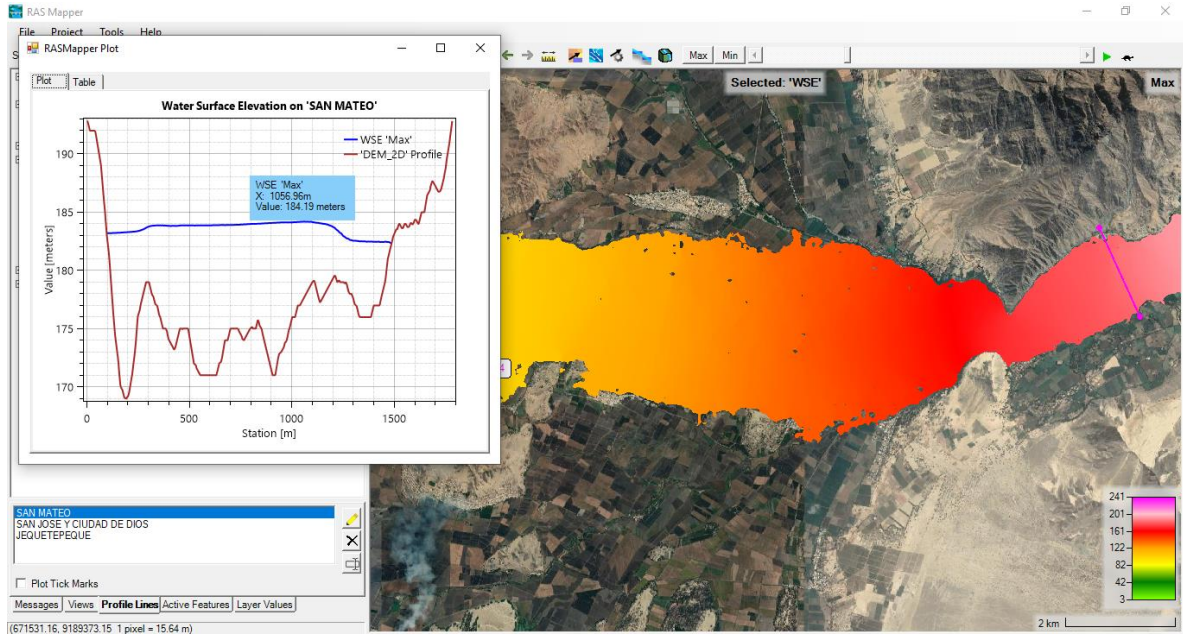 RAS Mapper
File Project Tools Help
RASMapper Plot
Max Min
Plot Table
Selected: 'WSE'
Max
Water Surface Elevation on 'SAN MATEO'
WSE 'Max'
'DEM_2D' Profile
WSE 'Max'
X: 1056.96m
Value: 184.19 meters
Value [meters]
190
185
180
175
170
0 500 1000 1500
Station [m]
SAN MATEO
SAN JOSE Y CIUDAD DE DIOS
JEQUETEPEQUE
Plot Tick Marks
Messages Views Profile Lines Active Features Layer Values
(671531.16, 9189373.15 1 pixel = 15.64 m)
241
201
161
122
82
42
3
2 km